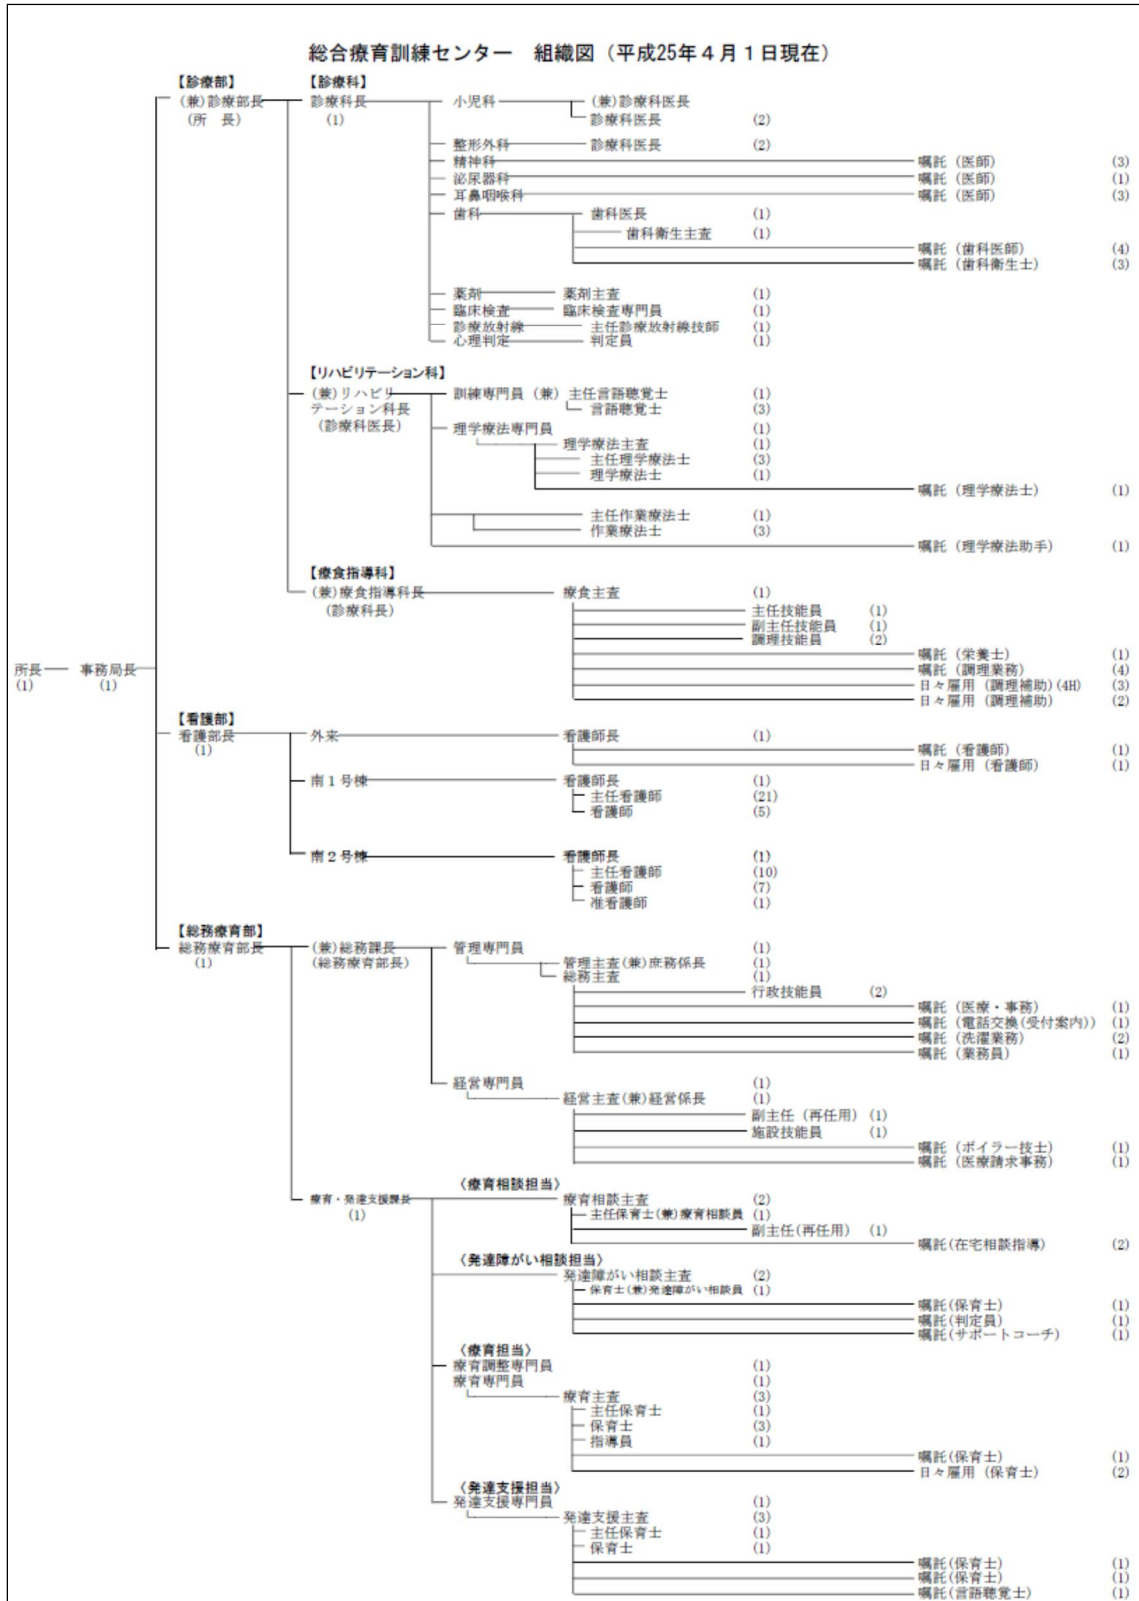 総合療育訓練センター　組織図（平成25年４月１日現在）
【診療部】 【診療科】
(兼)診療部長 診療科長 小児科 (兼)診療科医長
(所　長) (1) 診療科医長 (2)
整形外科 診療科医長 (2)
精神科 嘱託（医師） (3)
泌尿器科 嘱託（医師） (1)
耳鼻咽喉科 嘱託（医師） (3)
歯科 歯科医長 (1)
歯科衛生主査 (1)
嘱託（歯科医師） (4)
嘱託（歯科衛生士） (3)
薬剤 薬剤主査 (1)
臨床検査 臨床検査専門員 (1)
診療放射線 主任診療放射線技師 (1)
心理判定 判定員 (1)
【リハビリテーション科】
(兼)リハビリ 訓練専門員（兼）主任言語聴覚士 (1)
テーション科長 言語聴覚士 (3)
(診療科医長) 理学療法専門員 (1)
理学療法主査 (1)
主任理学療法士 (3)
理学療法士 (1)
嘱託（理学療法士） (1)
主任作業療法士 (1)
作業療法士 (3)
嘱託（理学療法助手） (1)
【療食指導科】
(兼)療食指導科長 療食主査 (1)
(診療科長) 主任技能員 (1)
副主任技能員 (1)
調理技能員 (2)
嘱託（栄養士） (1)
所長 事務局長 嘱託（調理業務） (4)
(1) (1) 日々雇用（調理補助）(4H) (3)
日々雇用（調理補助） (2)
【看護部】
看護部長 外来 看護師長 (1)
(1) 嘱託（看護師） (1)
日々雇用（看護師） (1)
南１号棟 看護師長 (1)
主任看護師 (21)
看護師 (5)
南２号棟 看護師長 (1)
主任看護師 (10)
看護師 (7)
准看護師 (1)
【総務療育部】
総務療育部長 (兼)総務課長 管理専門員 (1)
(1) (総務療育部長) 管理主査(兼)庶務係長 (1)
総務主査 (1)
行政技能員 (2)
嘱託（医療・事務） (1)
嘱託（電話交換(受付案内)） (1)
嘱託（洗濯業務） (2)
嘱託（業務員） (1)
経営専門員 (1)
経営主査(兼)経営係長 (1)
副主任（再任用） (1)
施設技能員 (1)
嘱託（ボイラー技士） (1)
嘱託（医療請求事務） (1)
〈療育相談担当〉
療育・発達支援課長 療育相談主査 (2)
(1) 主任保育士(兼)療育相談員 (1)
副主任(再任用) (1)
嘱託(在宅相談指導) (2)
〈発達障がい相談担当〉
発達障がい相談主査 (2)
保育士(兼)発達障がい相談員 (1)
嘱託(保育士) (1)
嘱託(判定員) (1)
嘱託(サポートコーチ) (1)
〈療育担当〉
療育調整専門員 (1)
療育専門員 (1)
療育主査 (3)
主任保育士 (1)
保育士 (3)
指導員 (1)
嘱託(保育士) (1)
日々雇用（保育士） (2)
〈発達支援担当〉
発達支援専門員 (1)
発達支援主査 (3)
主任保育士 (1)
保育士 (1)
嘱託(保育士) (1)
嘱託(保育士) (1)
嘱託(言語聴覚士) (1)